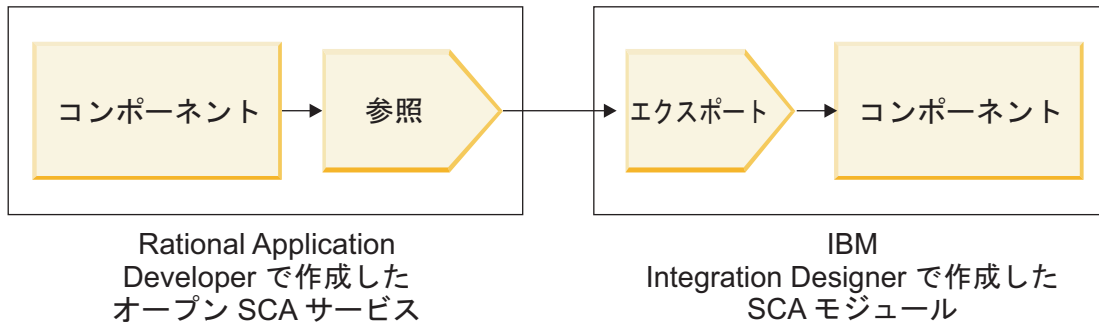 コンポーネント
参照
エクスポート
コンポーネント
Rational Application
Developer で作成した
オープン SCA サービス
IBM
Integration Designer で作成した
SCA モジュール